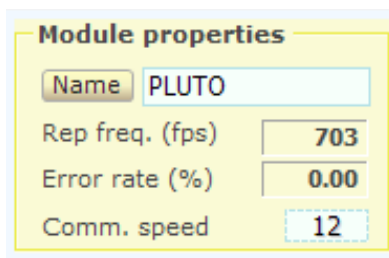 Module properties
Name PLUTO
Rep freq. (fps) 703
Error rate (%) 0.00
Comm. speed 12